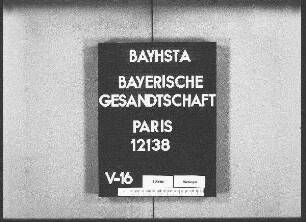 BAYHSTA
BAYERISCHE
GESANDTSCHAFT
PARIS
12138
V-16